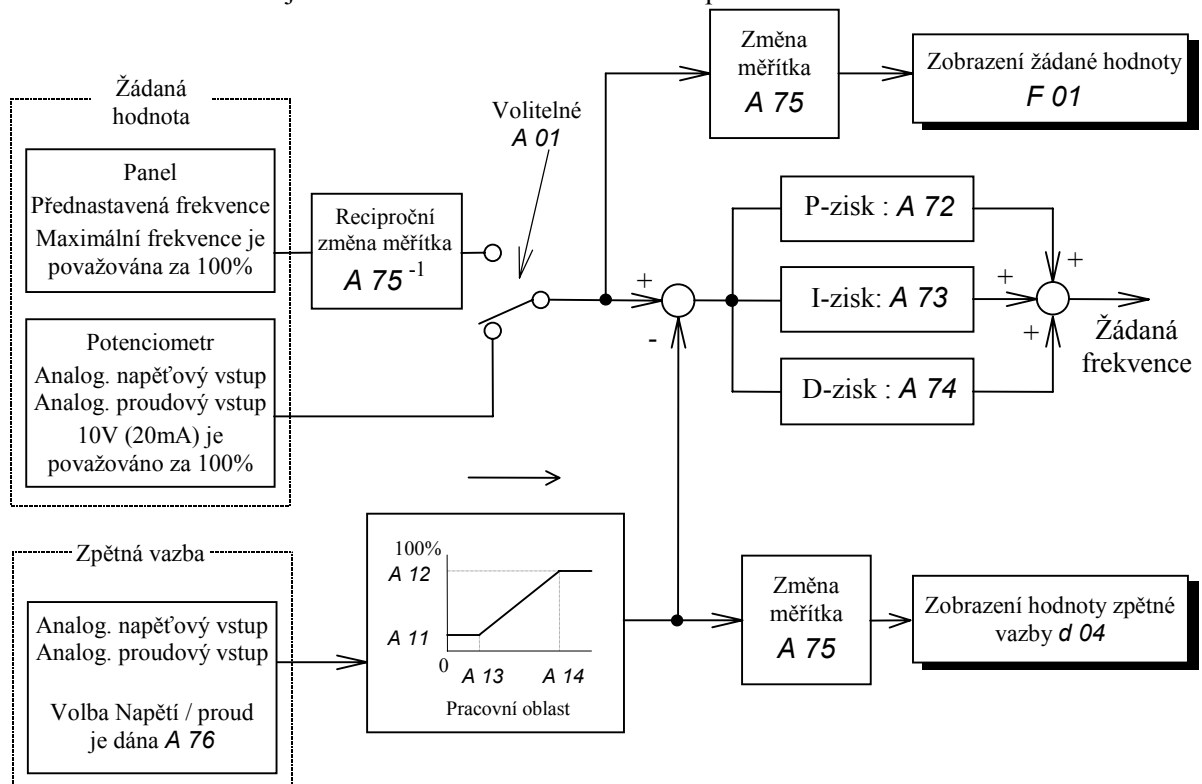 Žádaná
hodnota
Panel
Přednastavená frekvence
Maximální frekvence je
považována za 100%
Reciproční
změna měřítka
A 75 -1
Volitelné
A 01
Potenciometr
Analog. napěťový vstup
Analog. proudový vstup
10V (20mA) je
považováno za 100%
Změna
měřítka
A 75
Zobrazení žádané hodnoty
F 01
+
-
P-zisk : A 72
I-zisk: A 73
D-zisk : A 74
+
+
+
Žádaná
frekvence
Zpětná vazba
Analog. napěťový vstup
Analog. proudový vstup
Volba Napětí / proud
je dána A 76
100%
A 12
A 11
0
A 13 A 14
Pracovní oblast
Změna
měřítka
A 75
Zobrazení hodnoty zpětné
vazby d 04